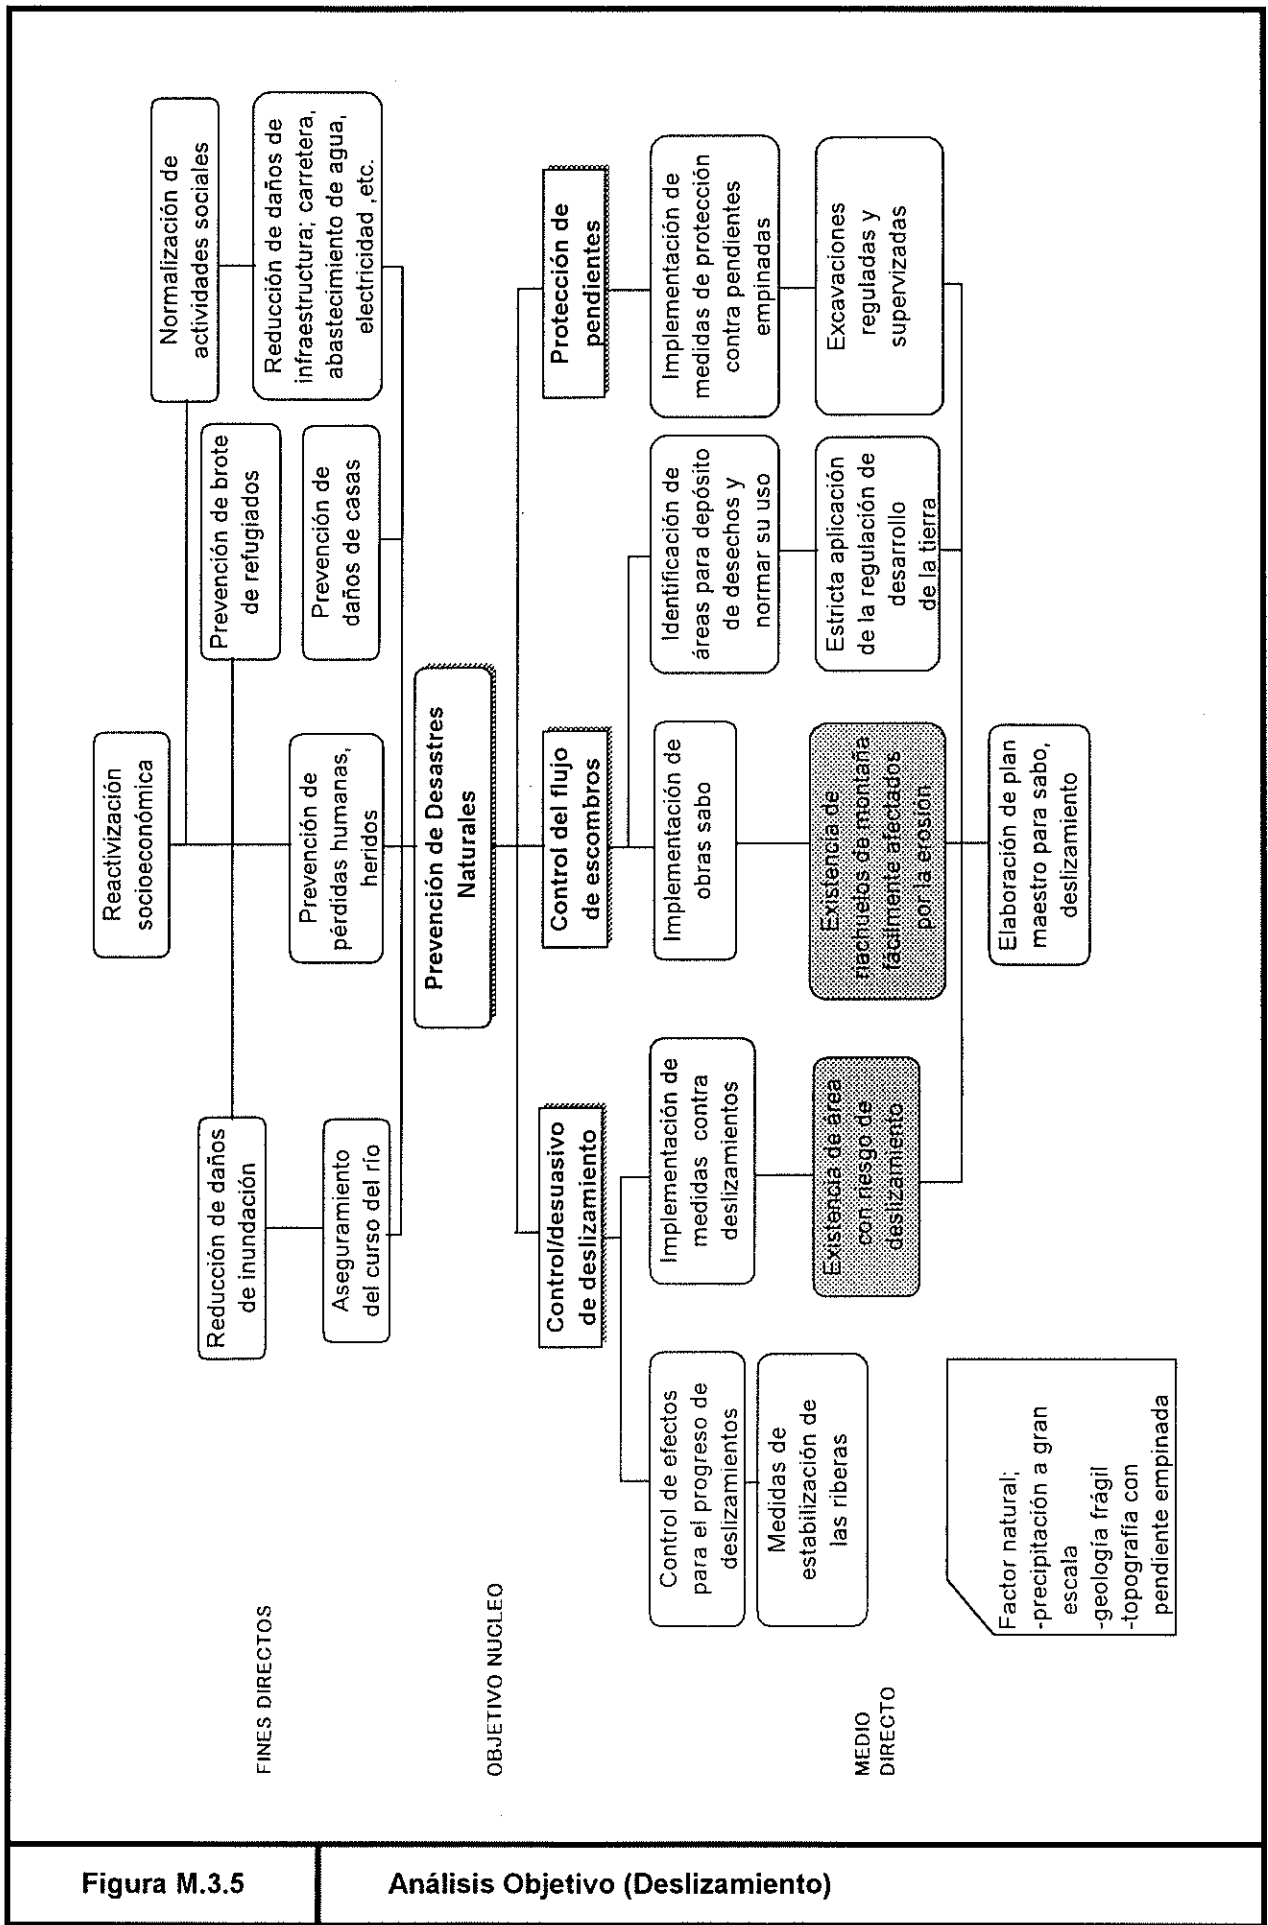 Reactivización
socioeconómica
Normalización de
actividades sociales
Reducción de daños
de inundación
Prevención de brote
de refugiados
Aseguramiento
del curso del río
Prevención de
pérdidas humanas,
heridos
Prevención de
daños de casas
Reducción de daños de
infraestructura, carretera,
abastecimiento de agua,
electricidad ,etc.
FINES DIRECTOS
Prevención de Desastres
Naturales
OBJETIVO NUCLEO
Control/desuasivo
de deslizamiento
Control del flujo
de escombros
Protección de
pendientes
Control de efectos
para el progreso de
deslizamientos
Implementación de
medidas contra
deslizamientos
Implementación de
obras sabo
Identificación de
áreas para depósito
de desechos y
normar su uso
Implementación de
medidas de protección
contra pendientes
empinadas
Medidas de
estabilización de
las riberas
Existencia de área
con riesgo de
deslizamiento
Existencia de
riachuelos de montaña
fácilmente afectados
por la erosión
Estricta aplicación
de la regulación de
desarrollo
de la tierra
Excavaciones
reguladas y
supervizadas
MEDIO
DIRECTO
Elaboración de plan
maestro para sabo,
deslizamiento
Factor natural;
-precipitación a gran
escala
-geología frágil
-topografía con
pendiente empinada
Figura M.3.5
Análisis Objetivo (Deslizamiento)